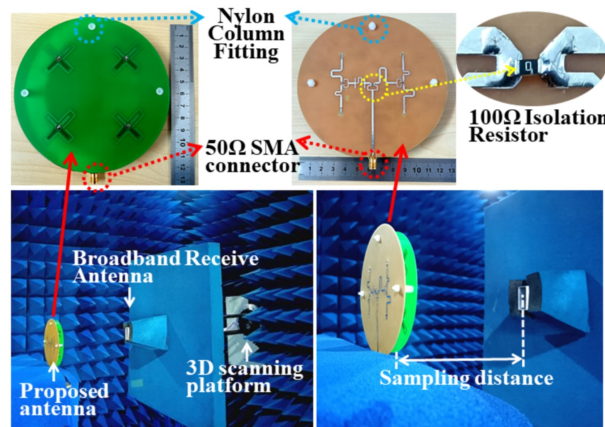 Nylon
Column Fitting
50Ω SMA
connector
100Ω Isolation
Resistor
Broadband Receive
Antenna
3D scanning
platform
Proposed
antenna
Sampling distance